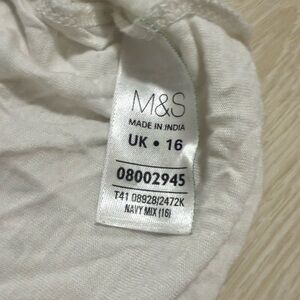 M&S
MADE IN INDIA
UK • 16
08002945
T41 08928/2472K
NAVY MIX (16)